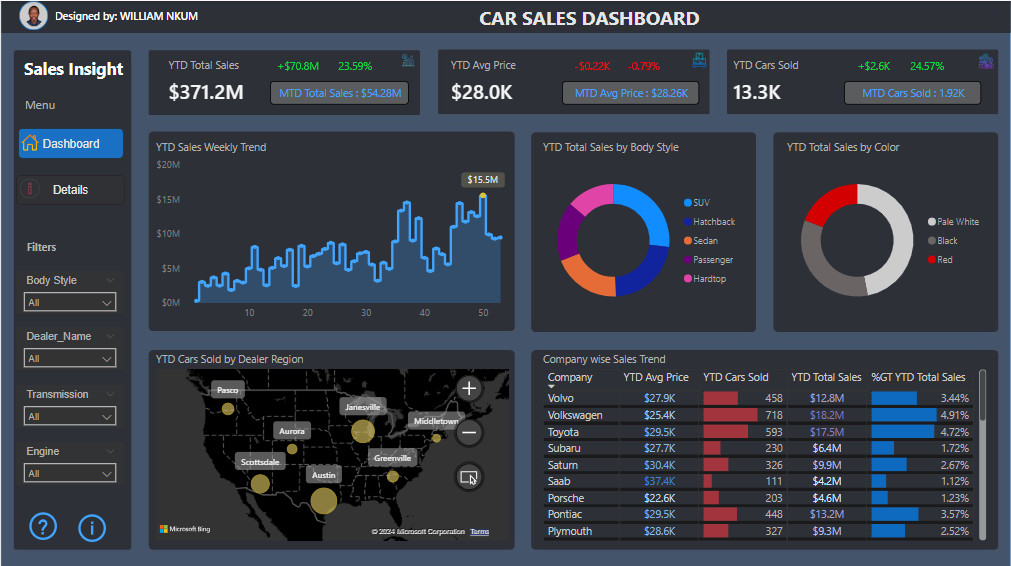 Designed by: WILLIAM NKUM
CAR SALES DASHBOARD
Sales Insight
Menu
Dashboard
Details
Filters
Body Style
All
Dealer_Name
All
Transmission
All
Engine
All
YTD Total Sales
+$70.8M 23.59%
$371.2M
MTD Total Sales : $54.28M
YTD Avg Price
-$0.22K -0.79%
$28.0K
MTD Avg Price : $28.26K
YTD Cars Sold
+$2.6K 24.57%
13.3K
MTD Cars Sold : 1.92K
YTD Sales Weekly Trend
$20M
$15M
$10M
$5M
$0M
$15.5M
10 20 30 40 50
YTD Total Sales by Body Style
SUV
Hatchback
Sedan
Passenger
Hardtop
YTD Total Sales by Color
Pale White
Black
Red
YTD Cars Sold by Dealer Region
Pasco
Janesville
Middletown
Aurora
Greenville
Scottsdale
Austin
Microsoft Bing
© 2024 Microsoft Corporation Terms
Company wise Sales Trend
Company YTD Avg Price YTD Cars Sold YTD Total Sales %GT YTD Total Sales
Volvo $27.9K 458 $12.8M 3.44%
Volkswagen $25.4K 718 $18.2M 4.91%
Toyota $29.5K 593 $17.5M 4.72%
Subaru $27.7K 230 $6.4M 1.72%
Saturn $30.4K 326 $9.9M 2.67%
Saab $37.4K 111 $4.2M 1.12%
Porsche $22.6K 203 $4.6M 1.23%
Pontiac $29.5K 448 $13.2M 3.57%
Plymouth $28.6K 327 $9.3M 2.52%